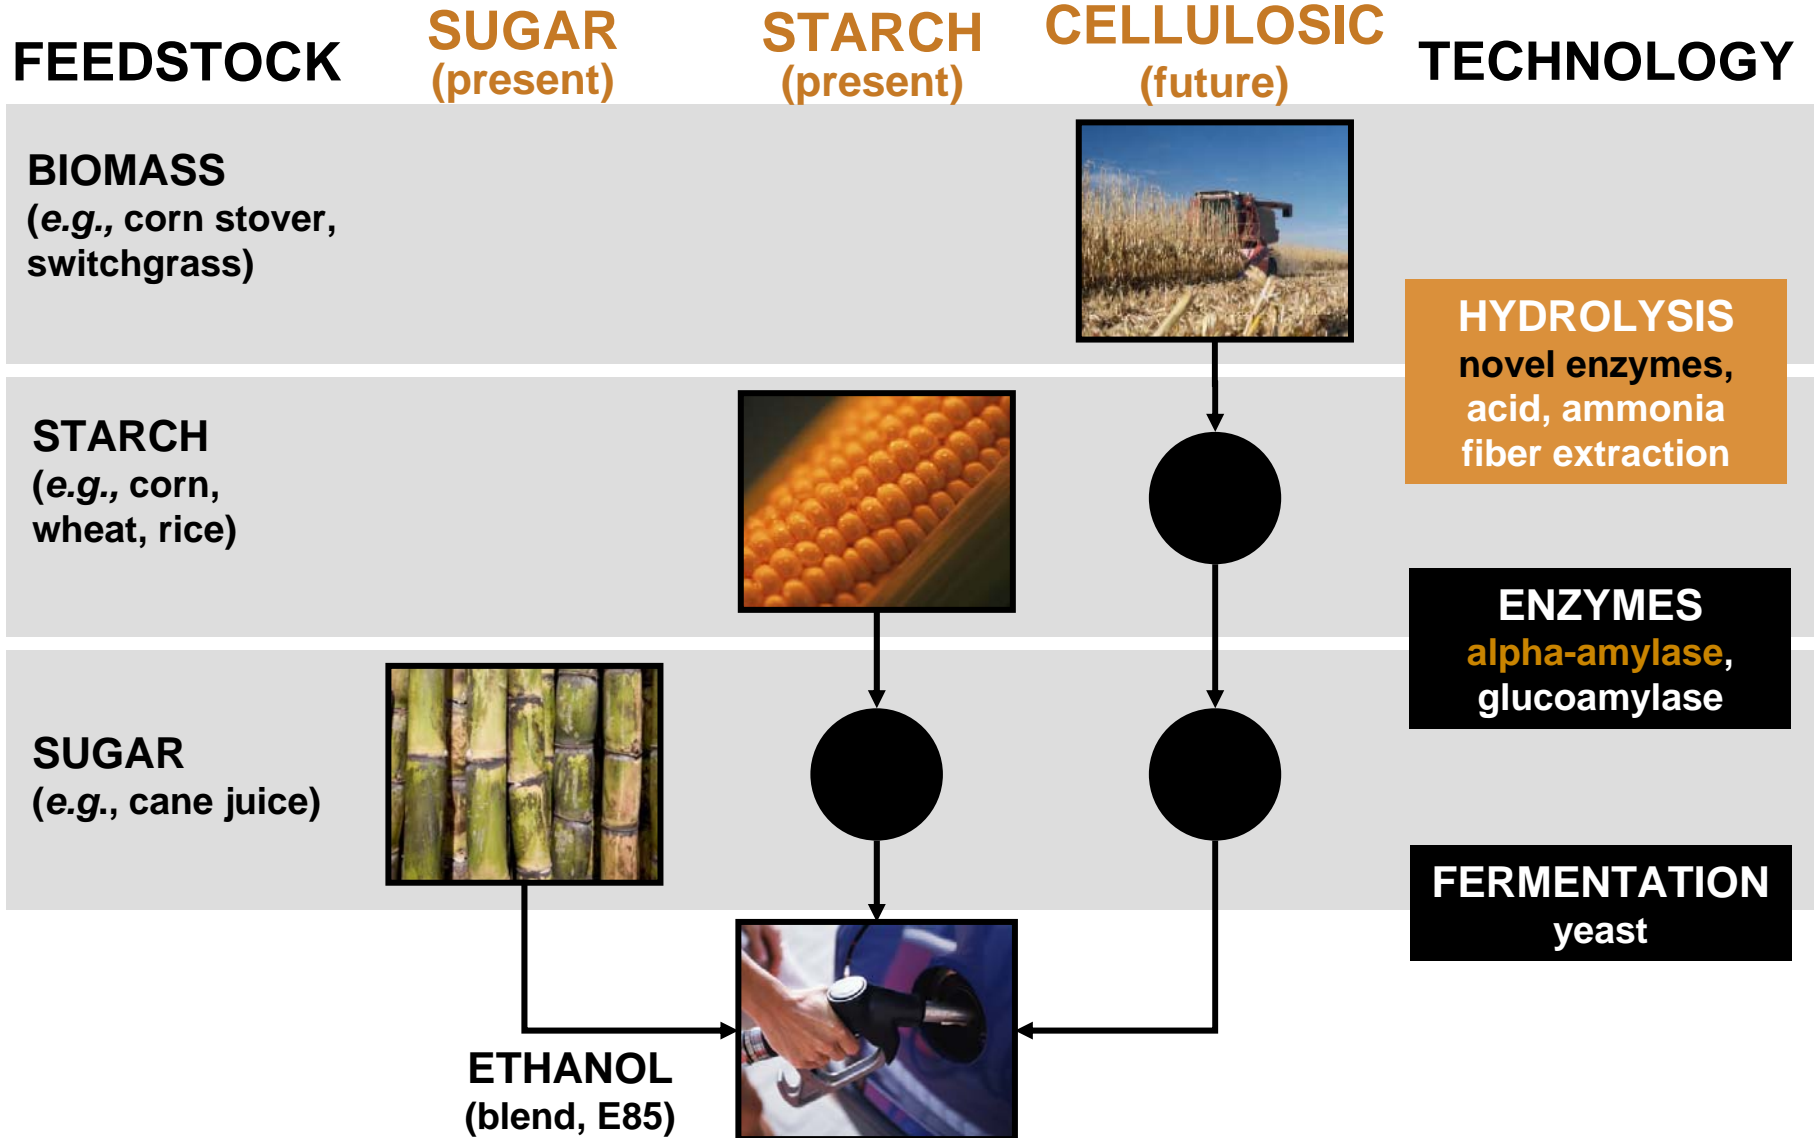 FEEDSTOCK
SUGAR
(present)
STARCH
(present)
CELLULOSIC
(future)
TECHNOLOGY
BIOMASS
(e.g., corn stover,
switchgrass)
HYDROLYSIS
novel enzymes,
acid, ammonia
fiber extraction
STARCH
(e.g., corn,
wheat, rice)
ENZYMES
alpha-amylase,
glucoamylase
SUGAR
(e.g., cane juice)
FERMENTATION
yeast
ETHANOL
(blend, E85)